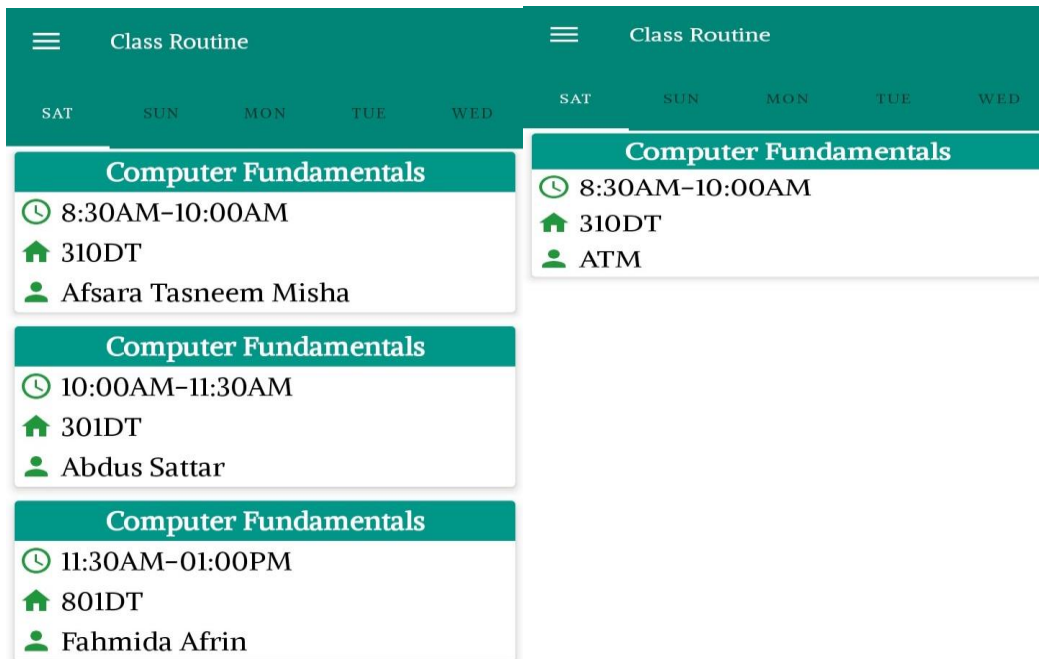 Class Routine
SAT SUN MON TUE WED
Computer Fundamentals
8:30AM–10:00AM
310DT
Afsara Tasneem Misha
Computer Fundamentals
10:00AM–11:30AM
301DT
Abdus Sattar
Computer Fundamentals
11:30AM–01:00PM
801DT
Fahmida Afrin
Class Routine
SAT SUN MON TUE WED
Computer Fundamentals
8:30AM–10:00AM
310DT
ATM